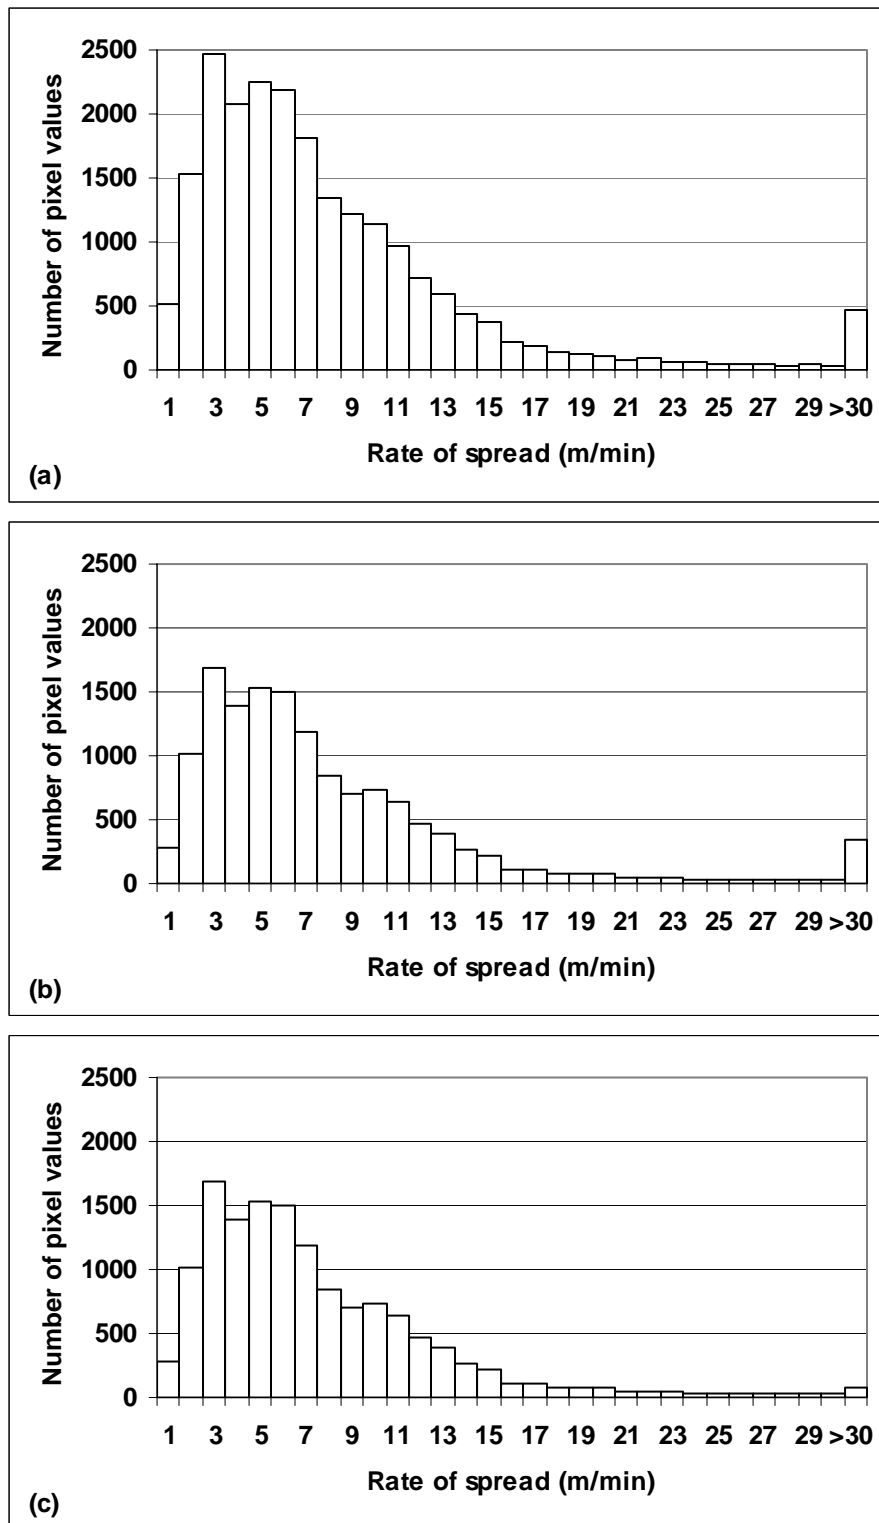 2500
2000
1500
1000
500
0
Number of pixel values
1 3 5 7 9 11 13 15 17 19 21 23 25 27 29 >30
Rate of spread (m/min)
(a)
2500
2000
1500
1000
500
0
Number of pixel values
1 3 5 7 9 11 13 15 17 19 21 23 25 27 29 >30
Rate of spread (m/min)
(b)
2500
2000
1500
1000
500
0
Number of pixel values
1 3 5 7 9 11 13 15 17 19 21 23 25 27 29 >30
Rate of spread (m/min)
(c)